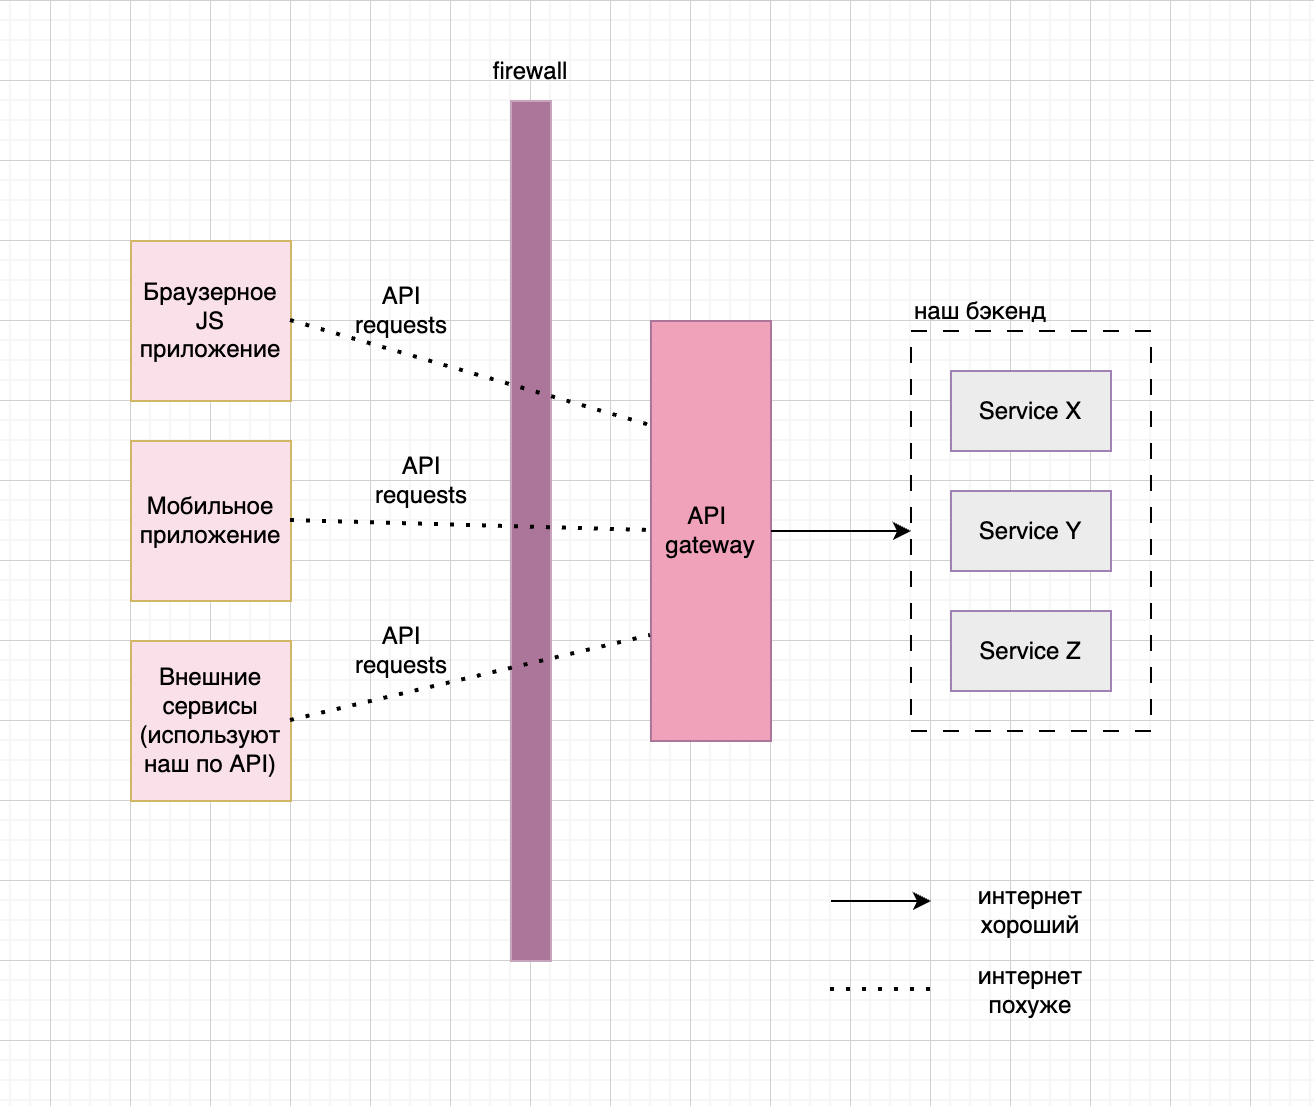 firewall
Браузерное
JS
приложение
API
requests
Мобильное
приложение
API
requests
Внешние
сервисы
(используют
наш по API)
API
requests
API
gateway
наш бэкенд
Service X
Service Y
Service Z
интернет
хороший
интернет
похуже